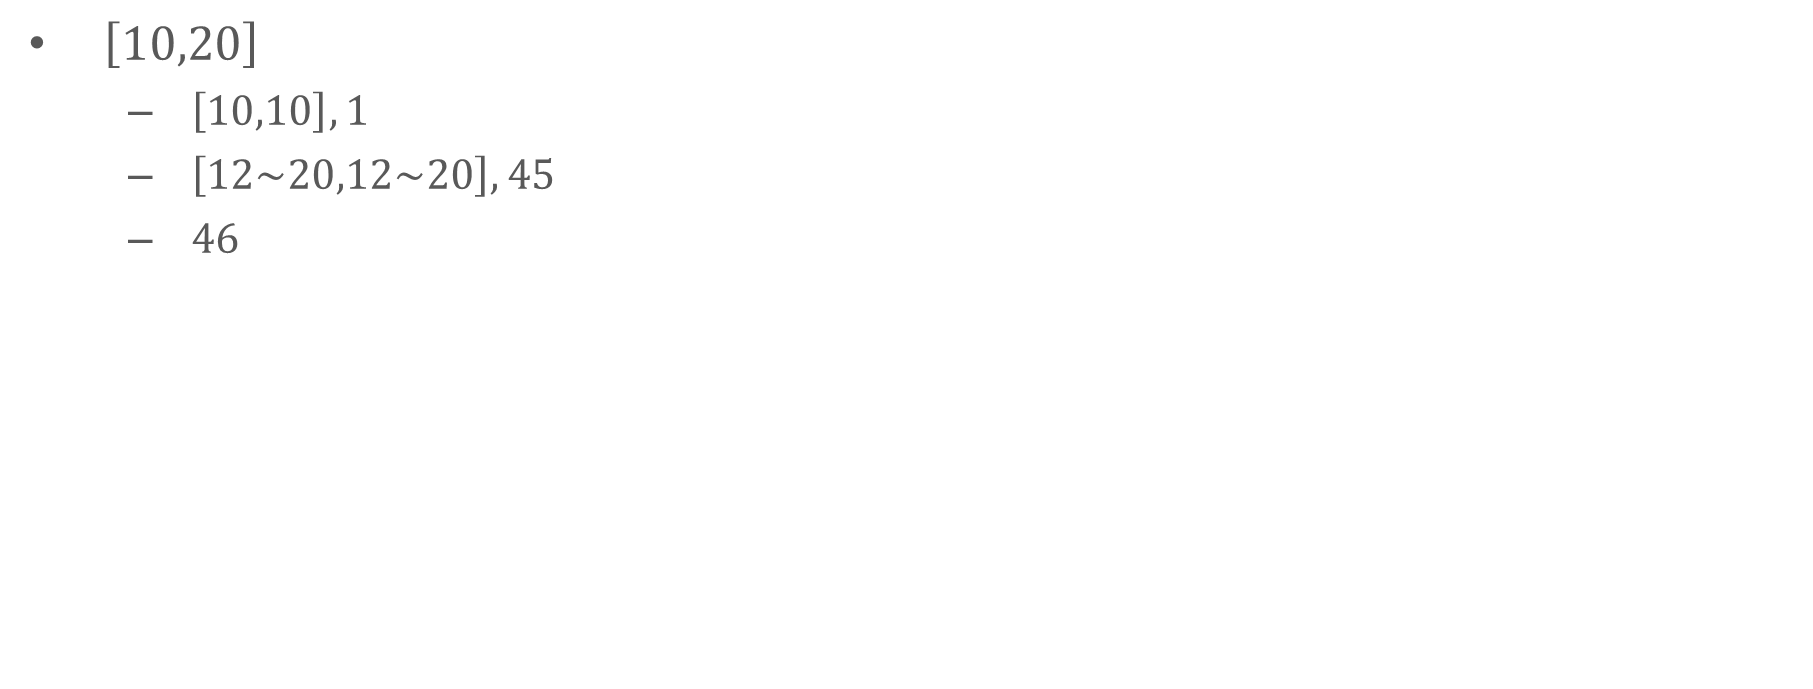 • [10,20]
– [10,10], 1
– [12~20,12~20], 45
– 46